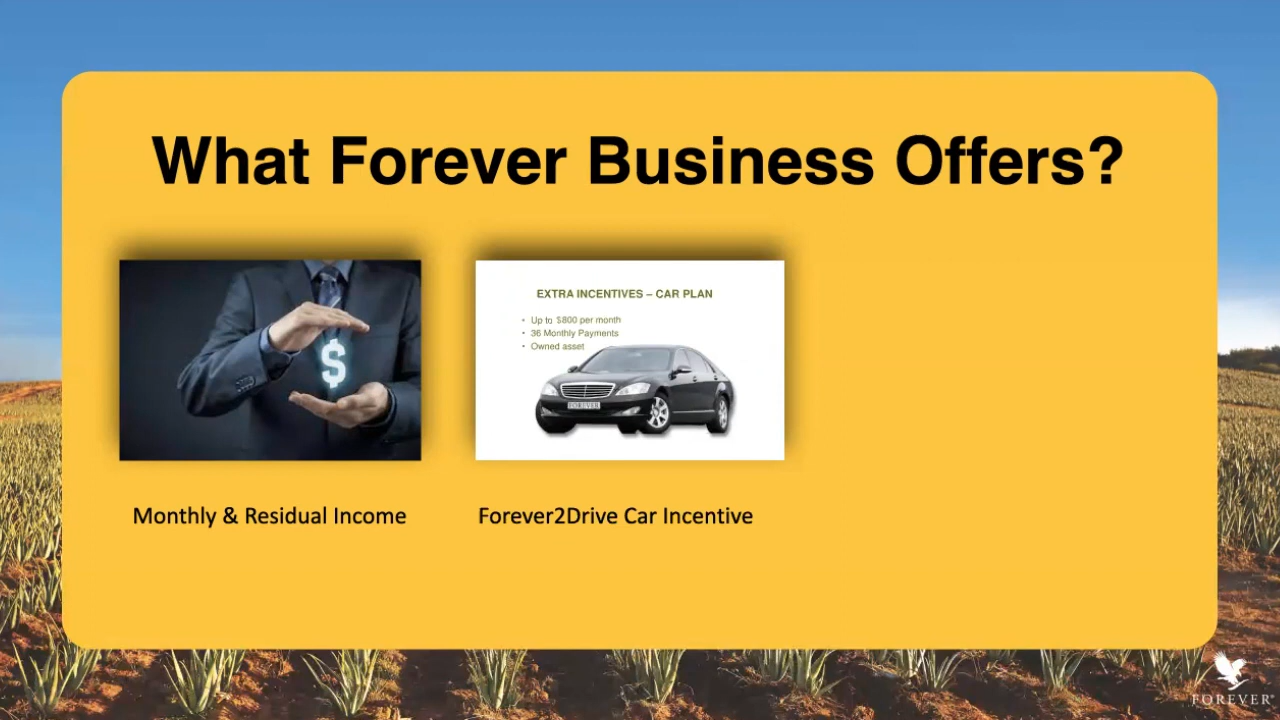 What Forever Business Offers?
$
EXTRA INCENTIVES – CAR PLAN
• Up to $800 per month
• 36 Monthly Payments
• Owned asset
FOREVER
Monthly & Residual Income
Forever2Drive Car Incentive
FOREVER®